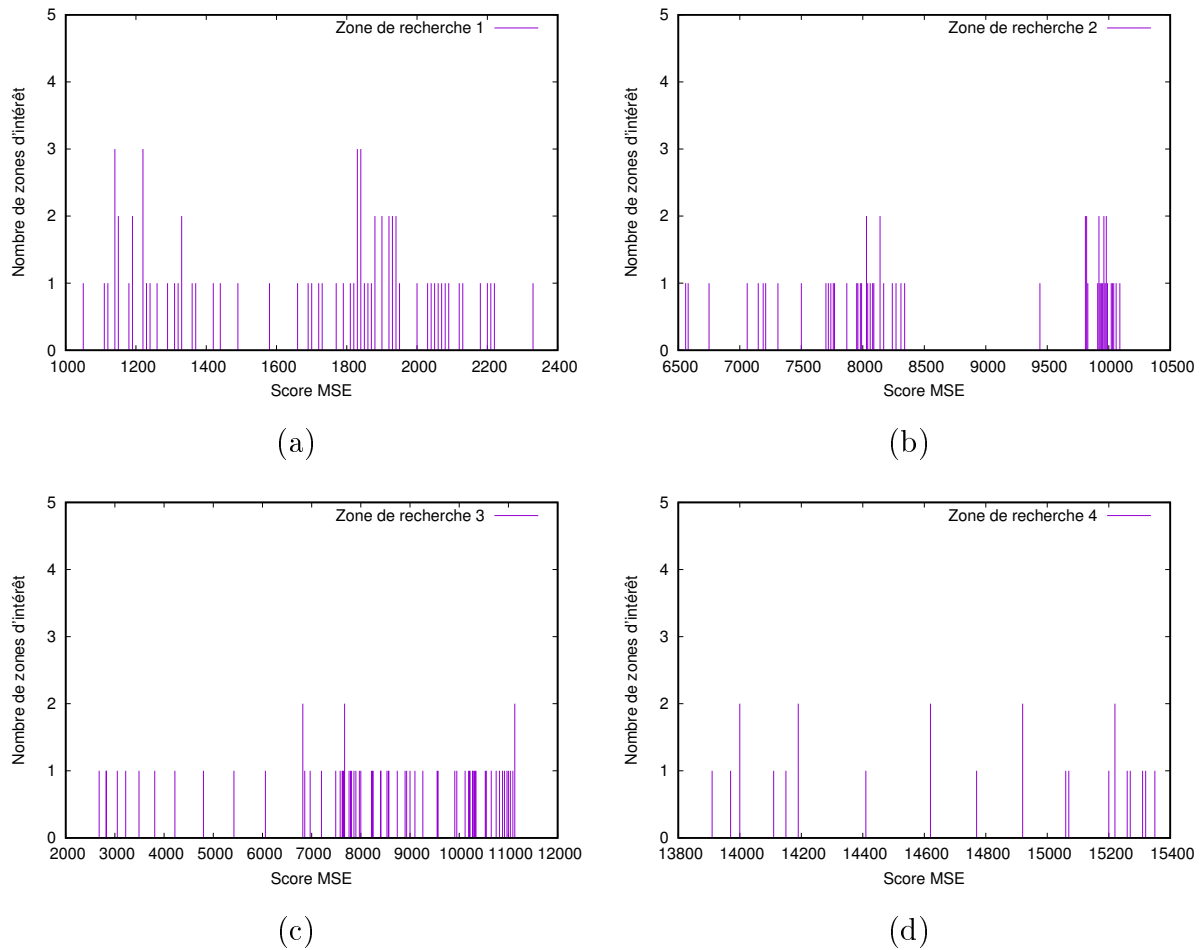 Zone de recherche 1
Nombre de zones d'intérêt
5
4
3
2
1
0
1000 1200 1400 1600 1800 2000 2200 2400
Score MSE
(a)
Zone de recherche 2
Nombre de zones d'intérêt
5
4
3
2
1
0
6500 7000 7500 8000 8500 9000 9500 10000 10500
Score MSE
(b)
Zone de recherche 3
Nombre de zones d'intérêt
5
4
3
2
1
0
2000 3000 4000 5000 6000 7000 8000 9000 10000 11000 12000
Score MSE
(c)
Zone de recherche 4
Nombre de zones d'intérêt
5
4
3
2
1
0
13800 14000 14200 14400 14600 14800 15000 15200 15400
Score MSE
(d)